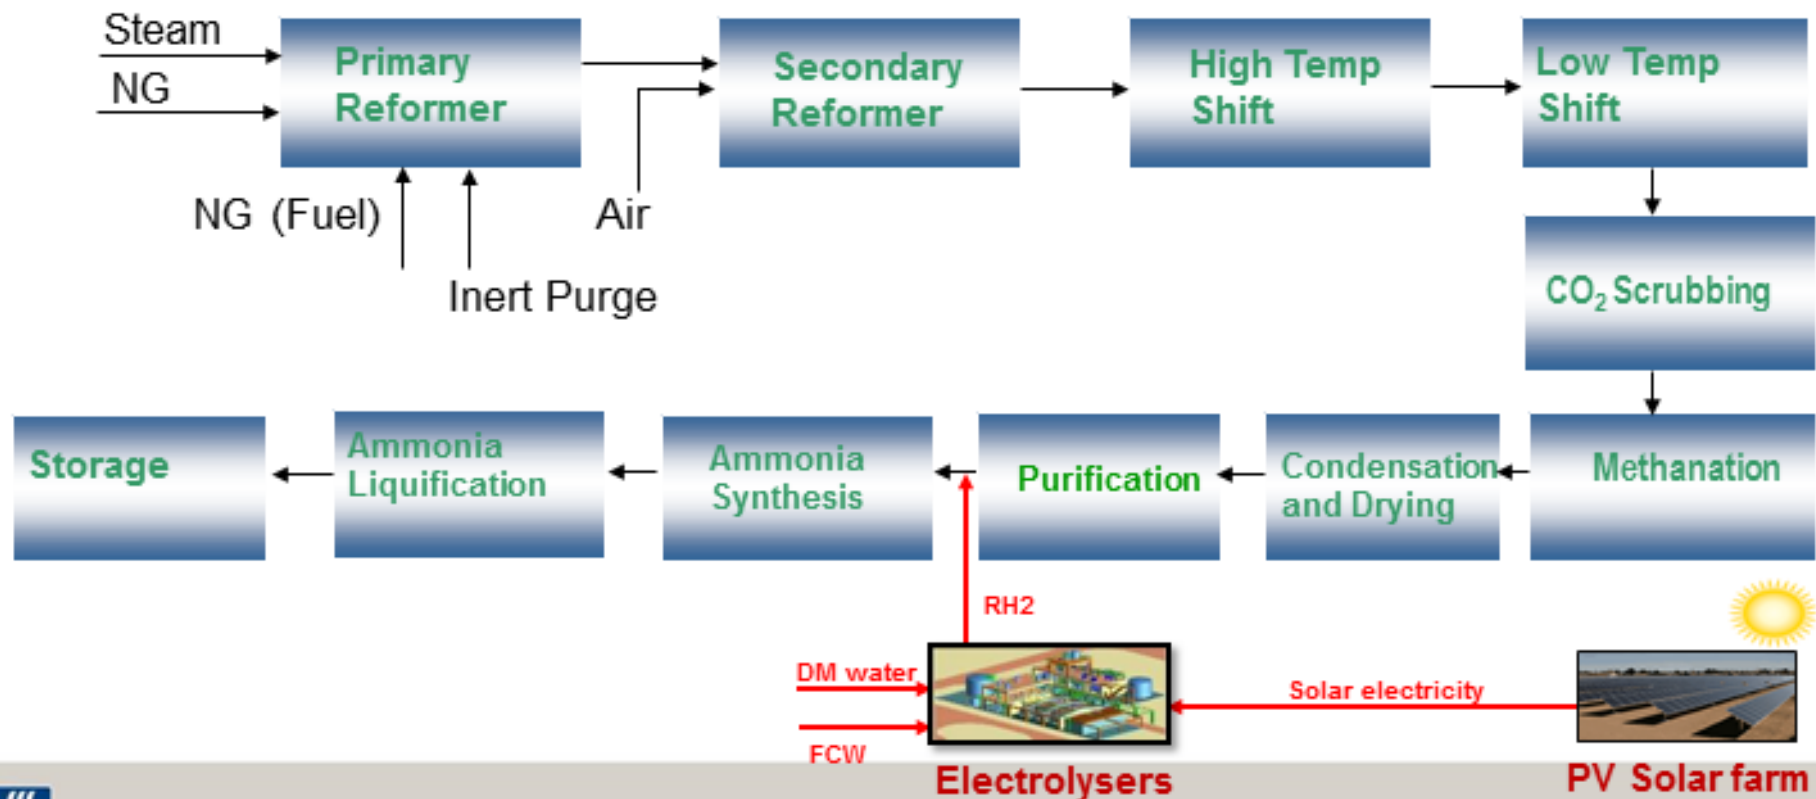 Steam
NG
Primary
Reformer
Secondary
Reformer
High Temp
Shift
Low Temp
Shift
NG (Fuel)
Air
Inert Purge
CO₂ Scrubbing
Storage
Ammonia
Liquification
Ammonia
Synthesis
Purification
Condensation
and Drying
Methanation
RH2
DM water
Solar electricity
FCW
Electrolysers
PV Solar farm